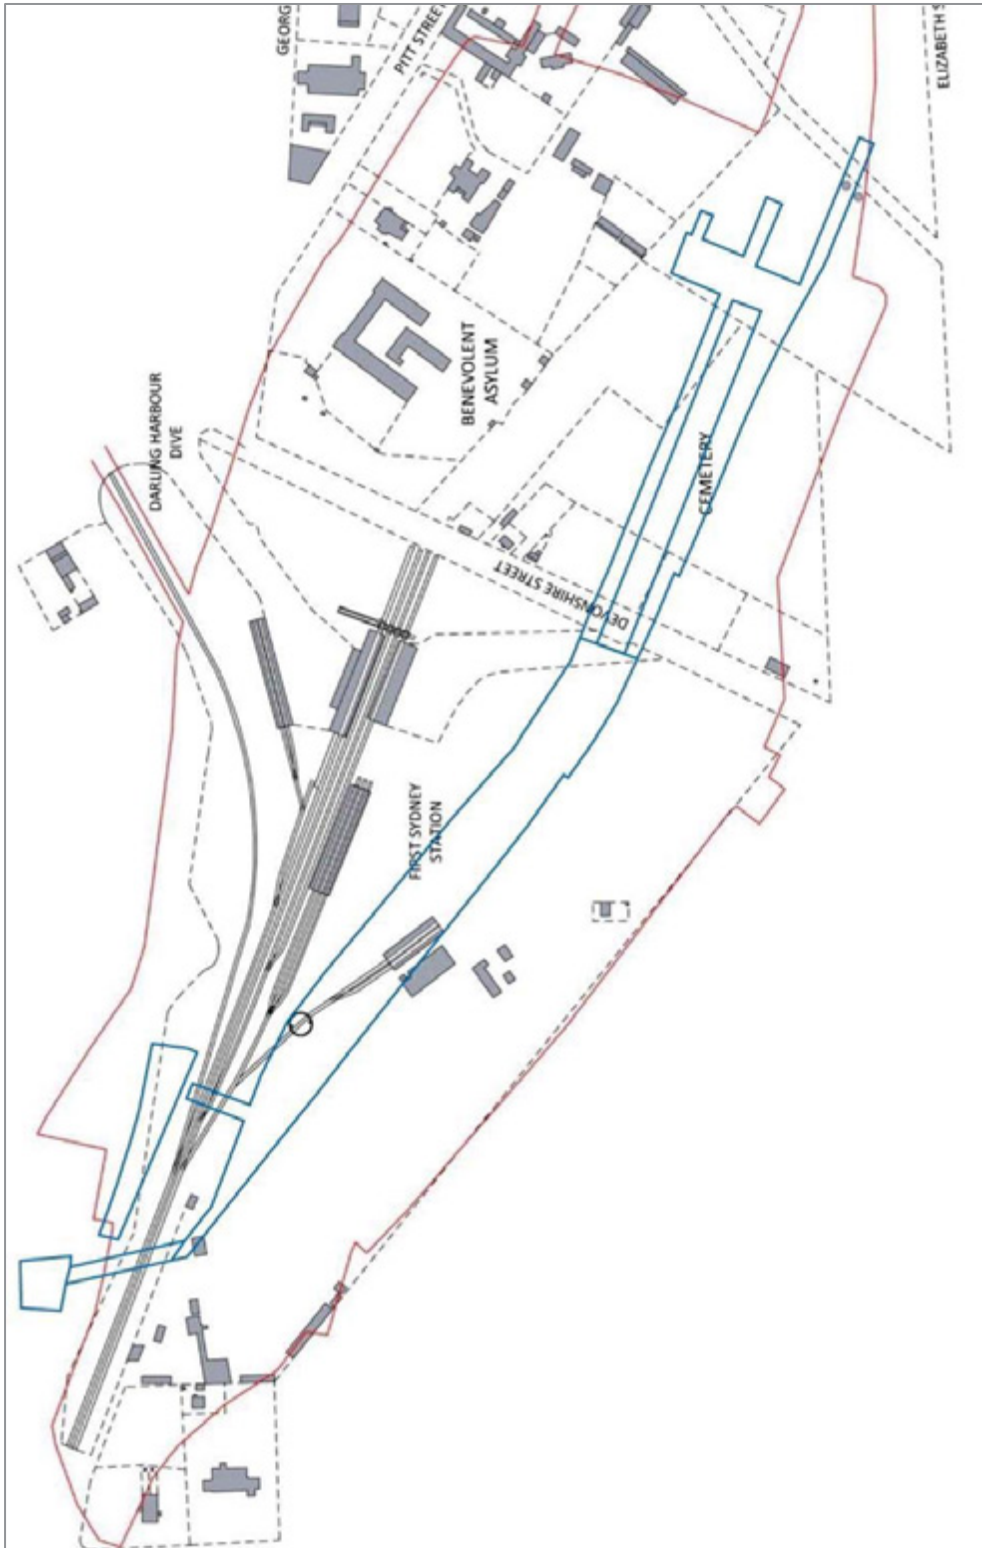 GEORG
PITT STREET
ELIZABETH S
BENEVOLENT
ASYLUM
DARLING HARBOUR
DIVE
CEMETERY
DEVONSHIRE STREET
FIRST SYDNEY
STATION